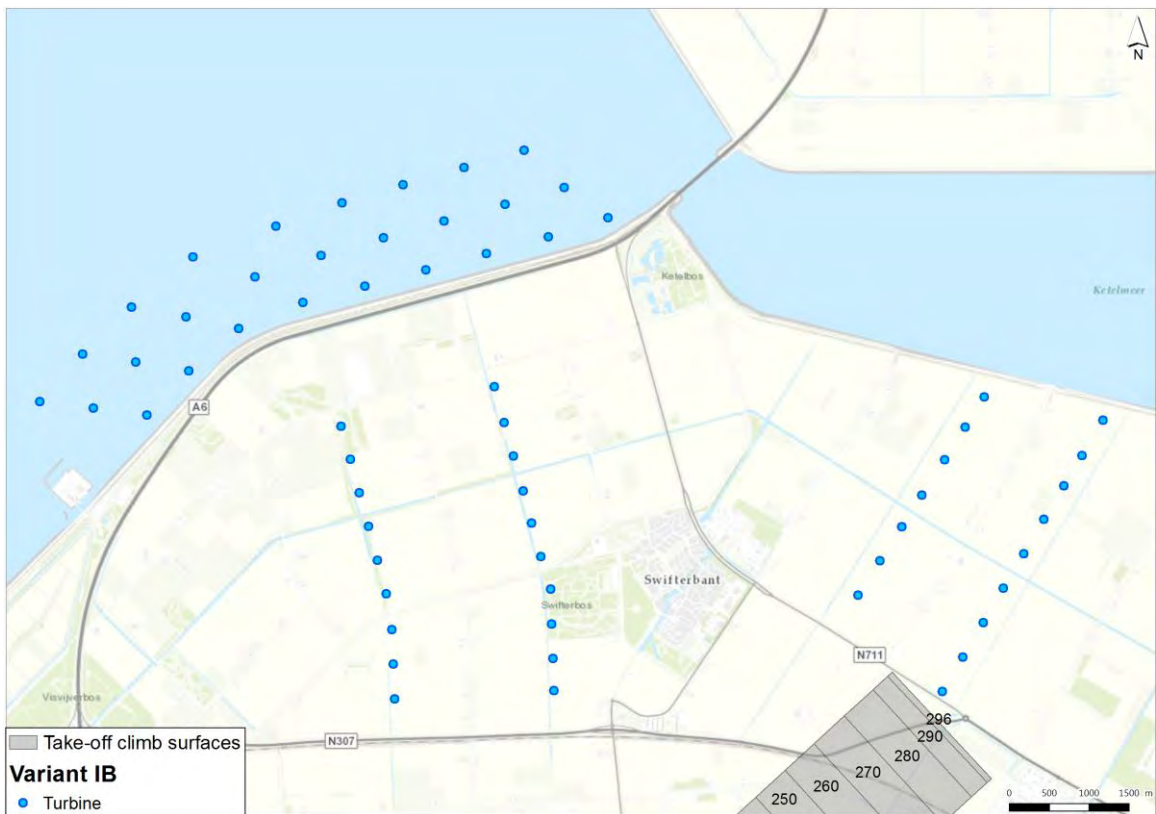 N
Ketelbos
Ketelmeer
A6
Swifterbant
Swifterbos
N711
Visvijverbos
296
290
N307
280
270
260
250
Take-off climb surfaces
Variant IB
Turbine
0 500 1000 1500 m